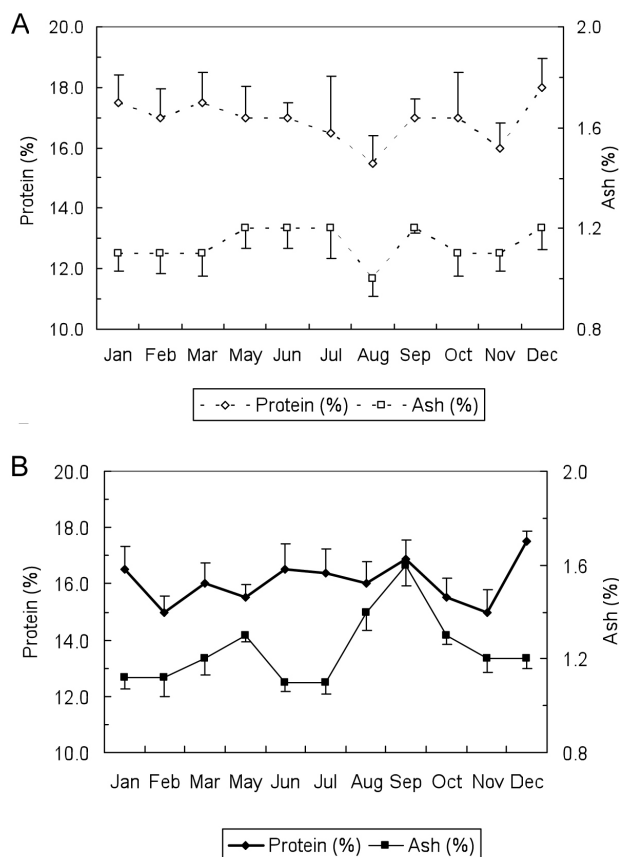 A
20.0
18.0
16.0
14.0
12.0
10.0
Protein (%)
2.0
1.6
1.2
0.8
Ash (%)
Jan Feb Mar May Jun Jul Aug Sep Oct Nov Dec
Protein (%) Ash (%)
B
20.0
18.0
16.0
14.0
12.0
10.0
Protein (%)
2.0
1.6
1.2
0.8
Ash (%)
Jan Feb Mar May Jun Jul Aug Sep Oct Nov Dec
Protein (%) Ash (%)